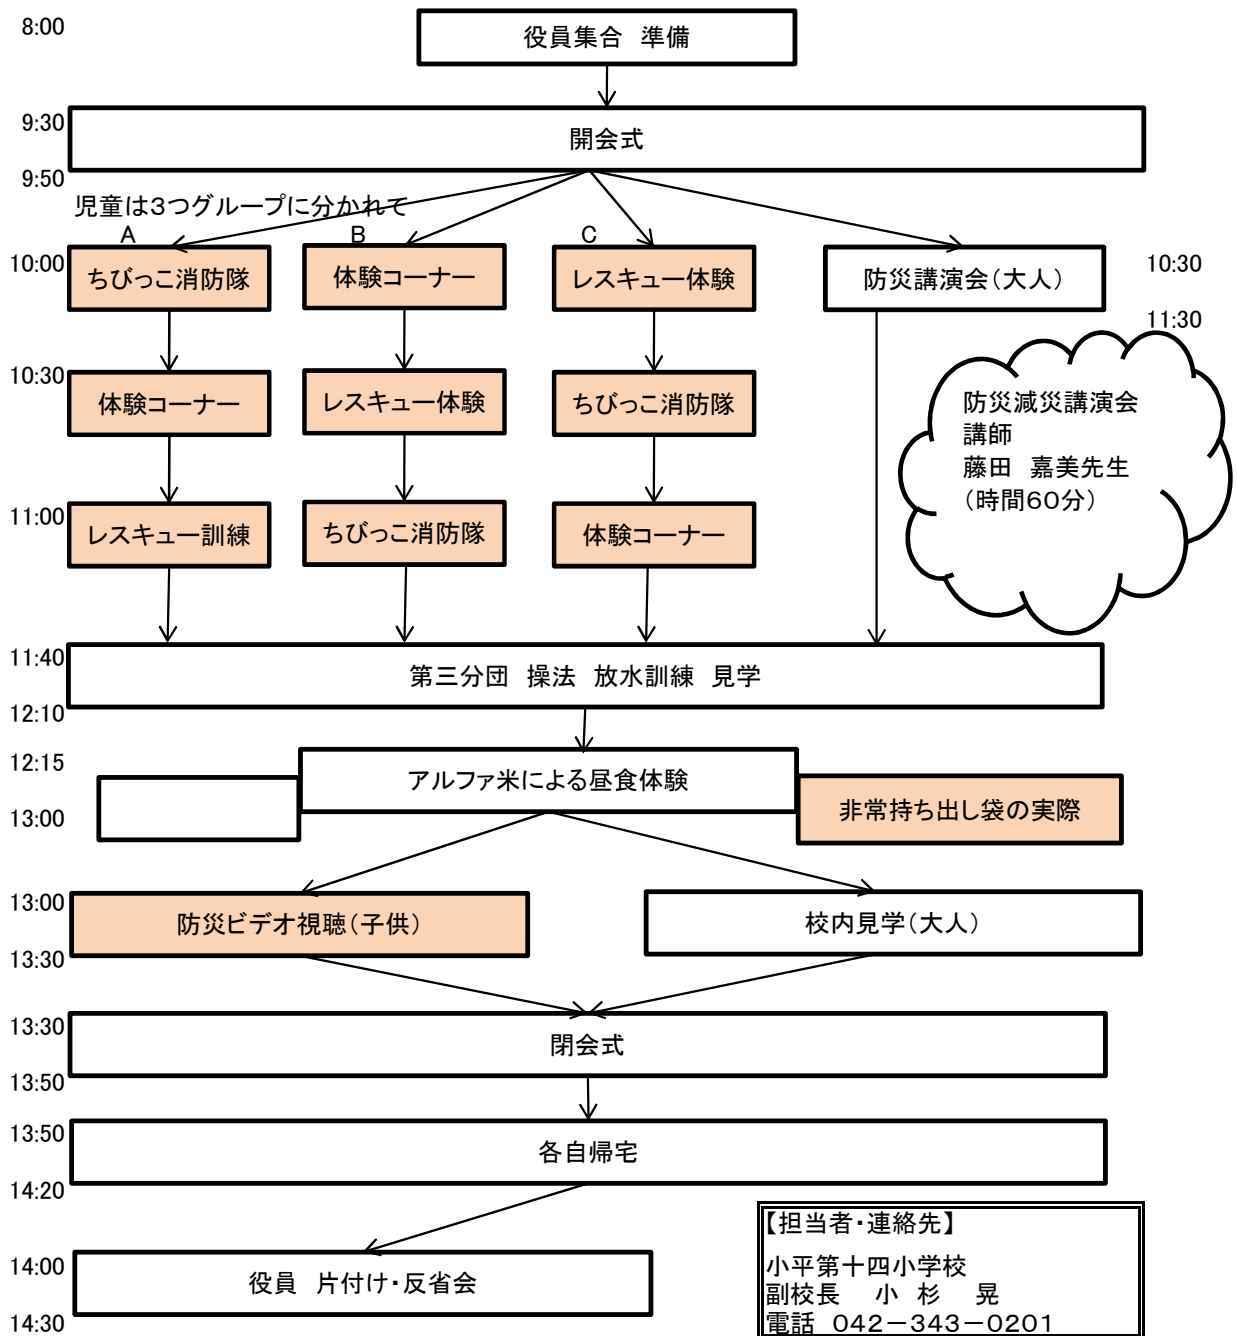 8:00
役員集合　準備
9:30
開会式
9:50
児童は3つグループに分かれて
A
B
C
10:00
ちびっこ消防隊
体験コーナー
レスキュー体験
防災講演会(大人)
10:30
11:30
10:30
体験コーナー
レスキュー体験
ちびっこ消防隊
防災減災講演会
講師
藤田　嘉美先生
(時間60分)
11:00
レスキュー訓練
ちびっこ消防隊
体験コーナー
11:40
第三分団　操法　放水訓練　見学
12:10
12:15
アルファ米による昼食体験
13:00
非常持ち出し袋の実際
13:00
防災ビデオ視聴(子供)
校内見学(大人)
13:30
13:30
閉会式
13:50
13:50
各自帰宅
14:20
14:00
役員　片付け・反省会
14:30
【担当者・連絡先】
小平第十四小学校
副校長　小　杉　晃
電話　042－343－0201